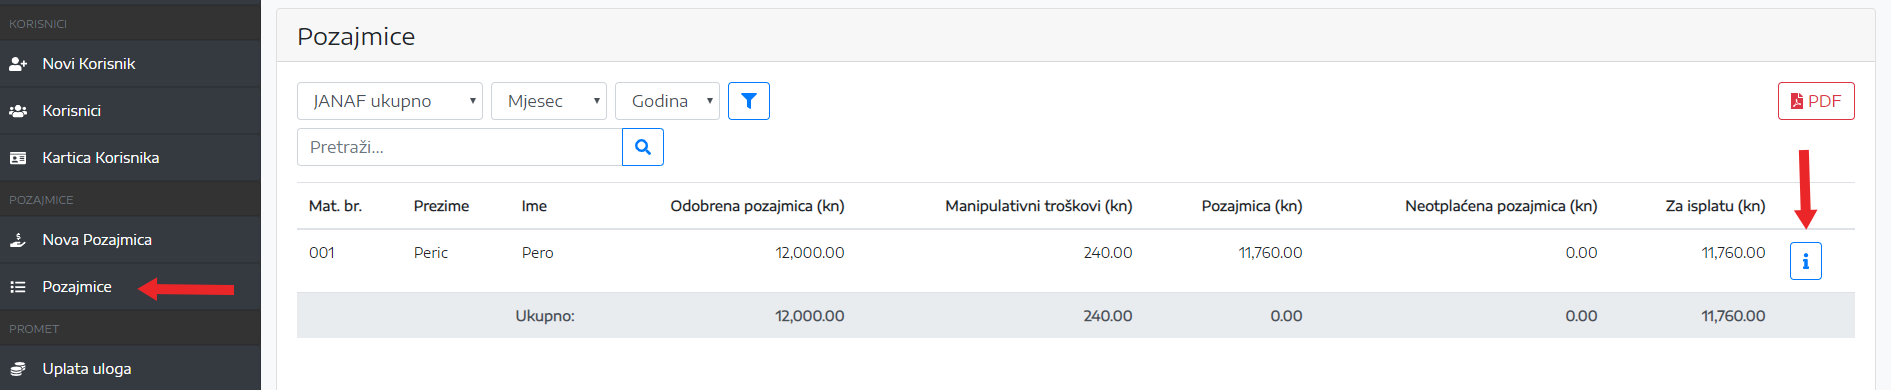 KORISNICI
Novi Korisnik
Korisnici
Kartica Korisnika
POZAJMICE
Nova Pozajmica
Pozajmice
PROMET
Uplata uloga
Pozajmice
JANAF ukupno Mjesec Godina PDF
Pretraži...
Mat. br. Prezime Ime Odobrena pozajmica (kn) Manipulativni troškovi (kn) Pozajmica (kn) Neotplaćena pozajmica (kn) Za isplatu (kn)
001 Peric Pero 12,000.00 240.00 11,760.00 0.00 11,760.00
Ukupno: 12,000.00 240.00 0.00 0.00 11,760.00